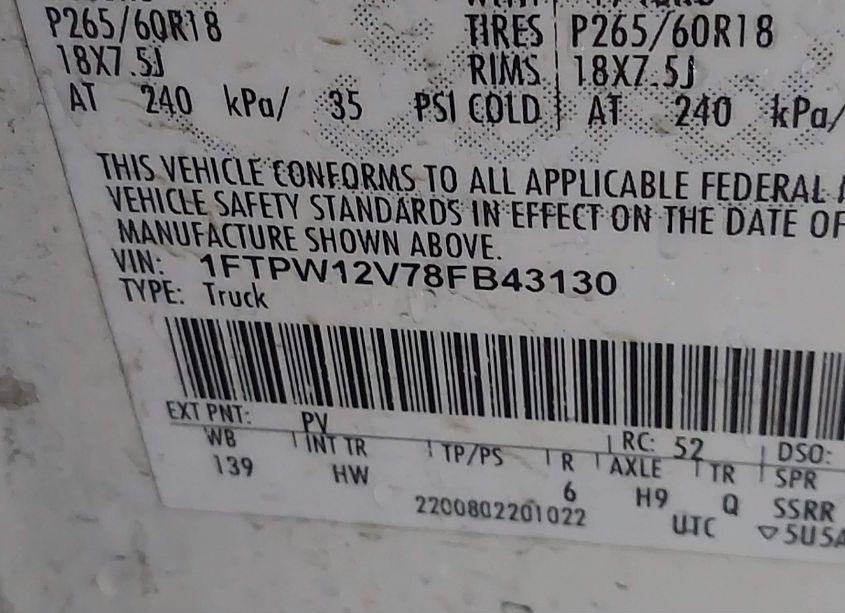 P265/60R18 TIRES P265/60R18
18X7.5J RIMS 18X7.5J
AT 240 kPa/ 35 PSI COLD AT 240 kPa/
THIS VEHICLE CONFORMS TO ALL APPLICABLE FEDERAL
VEHICLE SAFETY STANDARDS IN EFFECT ON THE DATE OF
MANUFACTURE SHOWN ABOVE.
VIN: 1FTPW12V78FB43130
TYPE: Truck
EXT PNT: PV RC: 52 DSO:
WB INT TR TP/PS R AXLE TR SPR
139 HW 6 H9 Q SSRR
2200802201022 UTC ▽5U5A